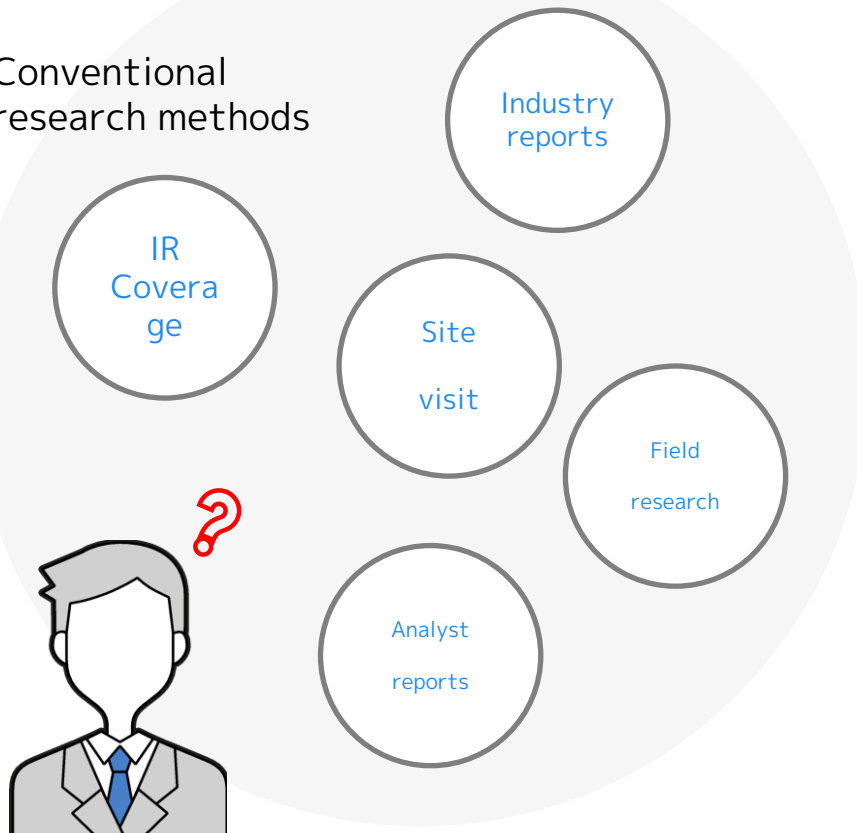 Conventional
research methods
Industry
reports
IR
Covera
ge
Site
visit
Field
research
Analyst
reports